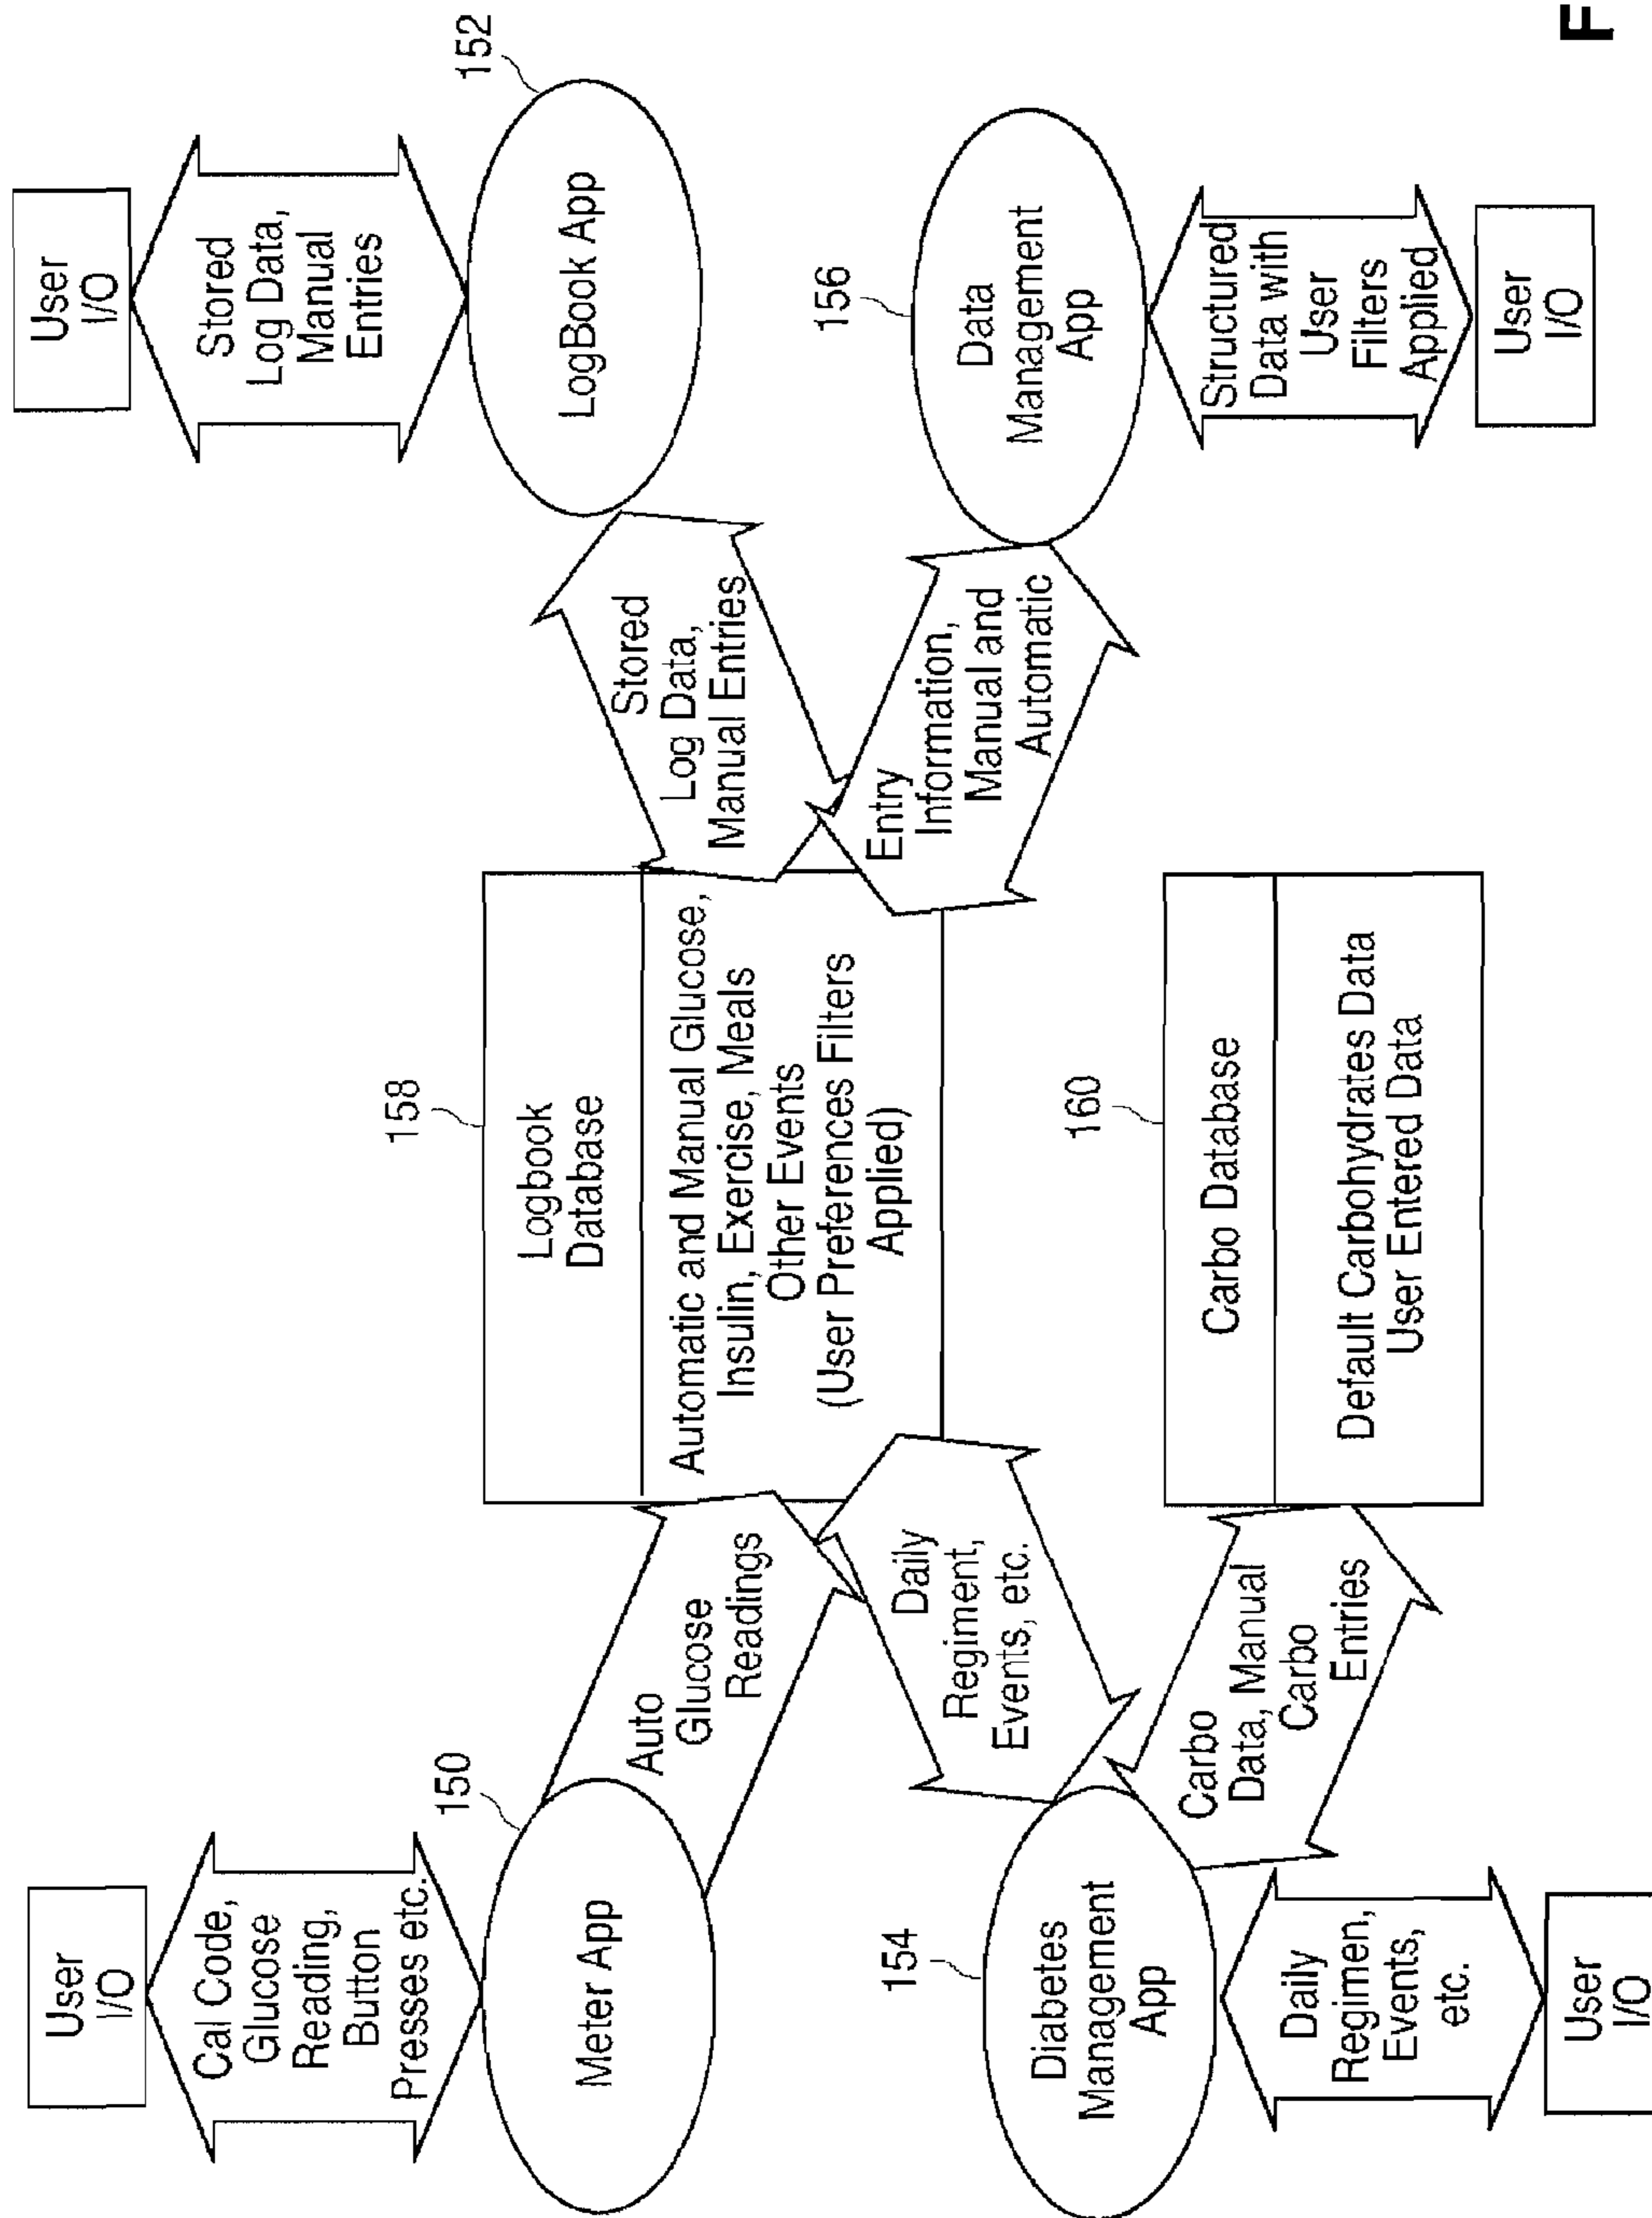 User
I/O
Cal Code,
Glucose
Reading,
Button
Presses etc.
150
Meter App
Auto
Glucose
Readings
158
Logbook
Database
Automatic and Manual Glucose,
Insulin, Exercise, Meals
Other Events
(User Preferences Filters
Applied)
Stored
Log Data,
Manual Entries
User
I/O
Stored
Log Data,
Manual
Entries
152
LogBook App
154
Diabetes
Management
App
Daily
Regiment,
Events, etc.
Daily
Regimen,
Events,
etc.
User
I/O
Carbo
Data, Manual
Carbo
Entries
160
Carbo Database
Default Carbohydrates Data
User Entered Data
Entry
Information,
Manual and
Automatic
156
Data
Management
App
Structured
Data with
User
Filters
Applied
User
I/O
F